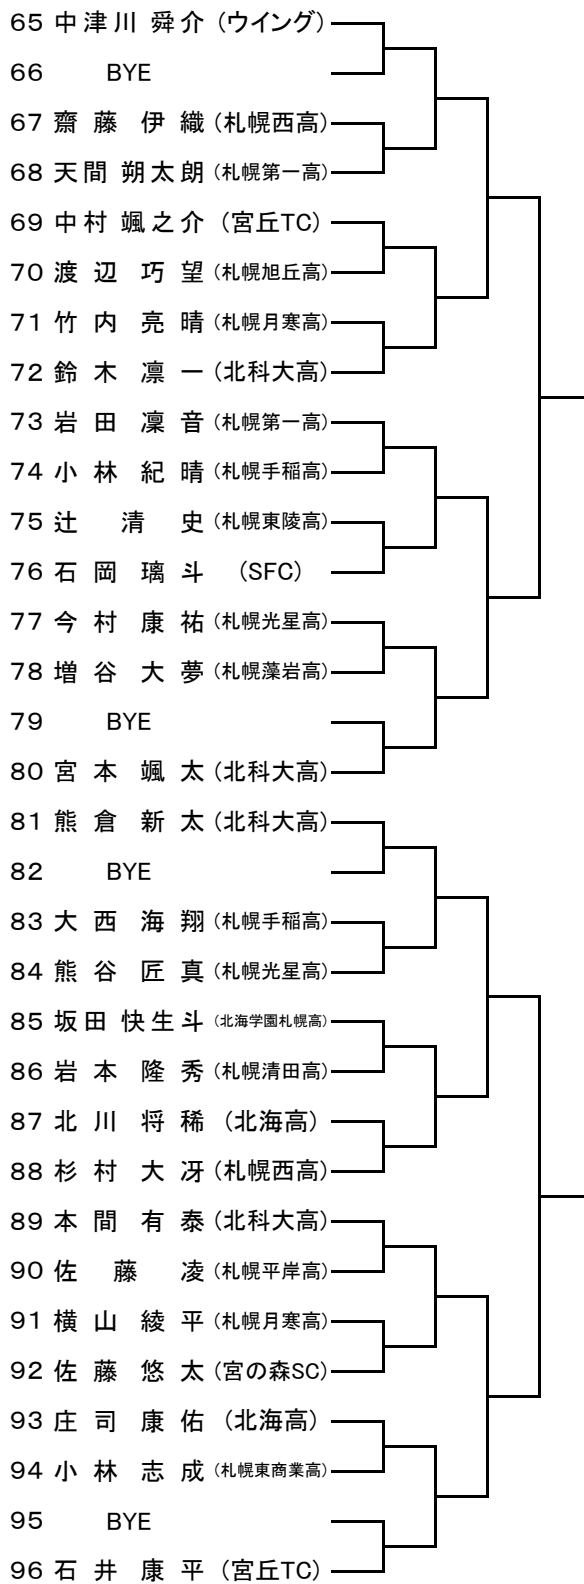 65 中津川 舜介 (ウイング)
66 BYE
67 齋藤 伊織 (札幌西高)
68 天間 朔太朗 (札幌第一高)
69 中村 颯之介 (宮丘TC)
70 渡辺 巧望 (札幌旭丘高)
71 竹内 亮晴 (札幌月寒高)
72 鈴木 凛一 (北科大高)
73 岩田 凜音 (札幌第一高)
74 小林 紀晴 (札幌手稲高)
75 辻 清史 (札幌東陵高)
76 石岡 璃斗 (SFC)
77 今村 康祐 (札幌光星高)
78 増谷 大夢 (札幌藻岩高)
79 BYE
80 宮本 颯太 (北科大高)
81 熊倉 新太 (北科大高)
82 BYE
83 大西 海翔 (札幌手稲高)
84 熊谷 匠真 (札幌光星高)
85 坂田 快生斗 (北海学園札幌高)
86 岩本 隆秀 (札幌清田高)
87 北川 将稀 (北海高)
88 杉村 大冴 (札幌西高)
89 本間 有泰 (北科大高)
90 佐藤 凌 (札幌平岸高)
91 横山 綾平 (札幌月寒高)
92 佐藤 悠太 (宮の森SC)
93 庄司 康佑 (北海高)
94 小林 志成 (札幌東商業高)
95 BYE
96 石井 康平 (宮丘TC)